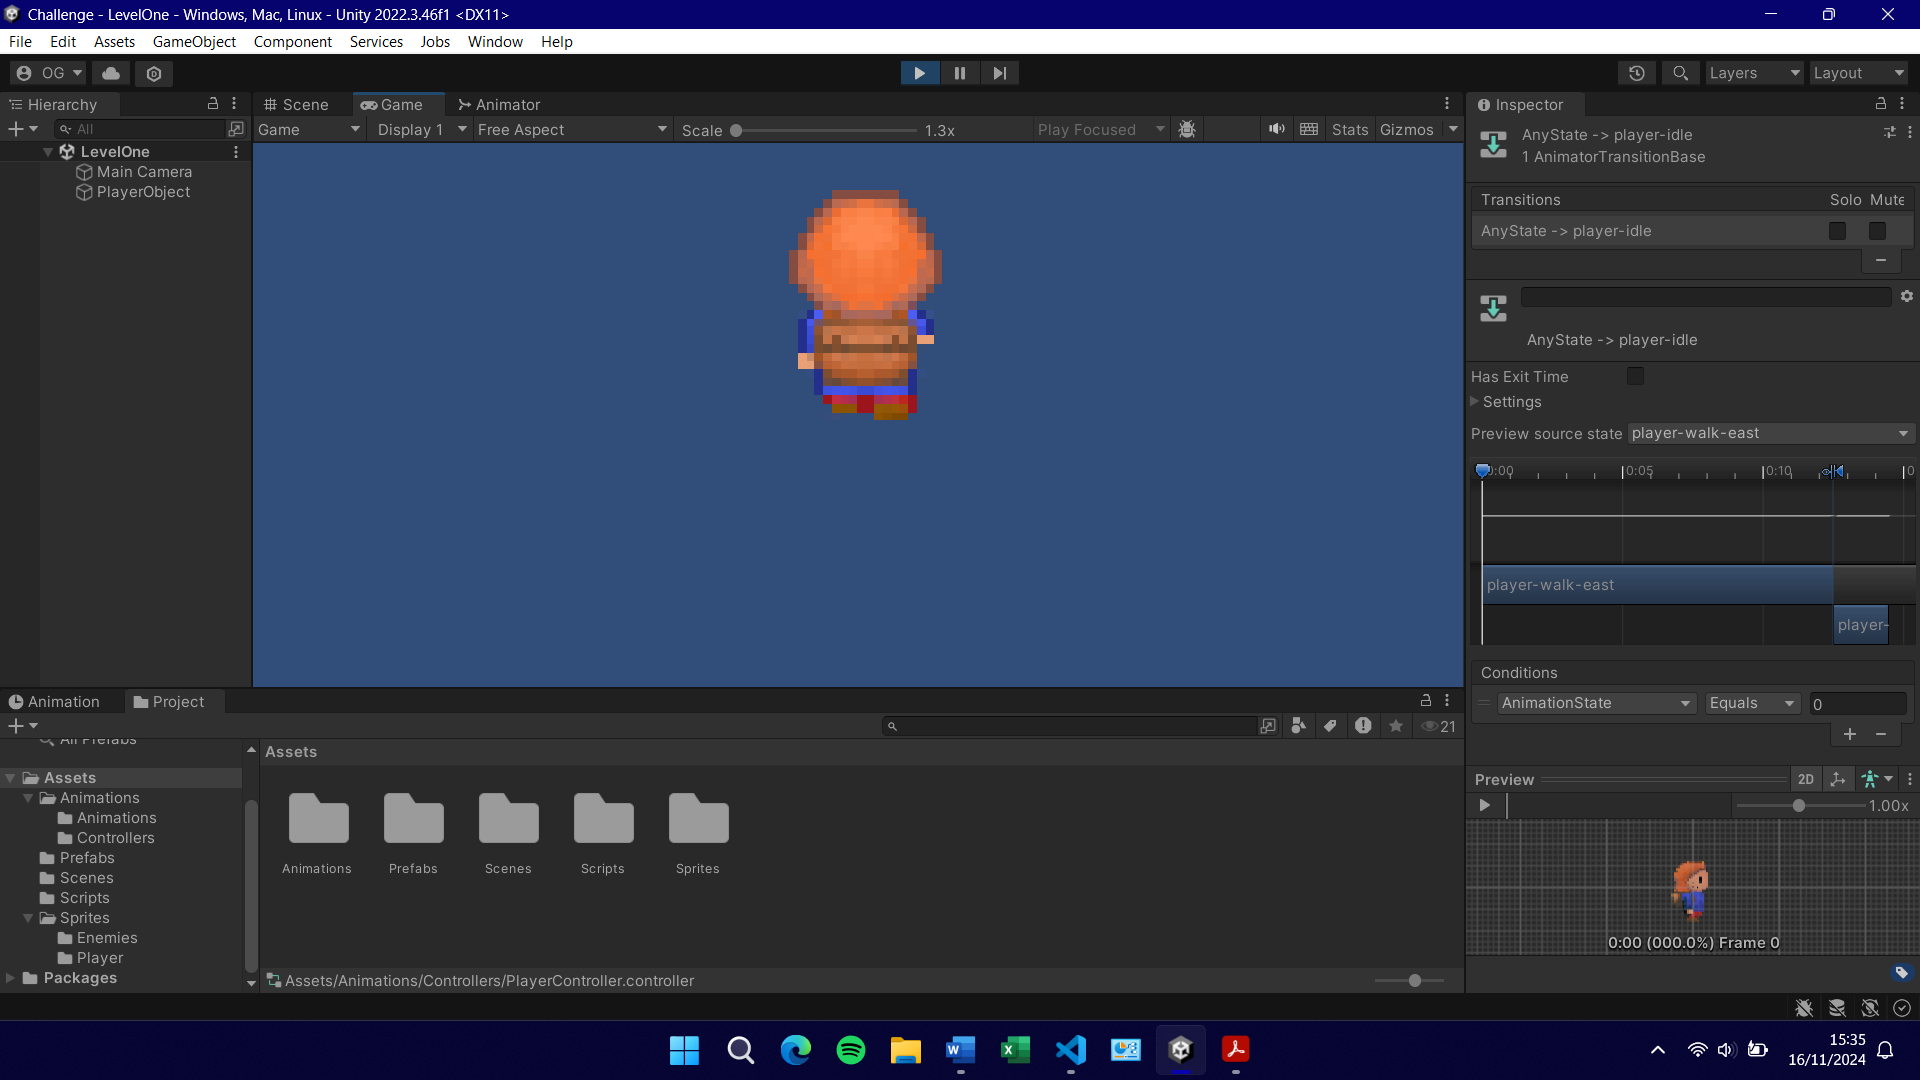 Challenge - LevelOne - Windows, Mac, Linux - Unity 2022.3.46f1 <DX11>
File Edit Assets GameObject Component Services Jobs Window Help
OG Layers Layout
Hierarchy Scene Game Animator Inspector
All Game Display 1 Free Aspect Scale 1.3x Play Focused Stats Gizmos
AnyState -> player-idle
1 AnimatorTransitionBase
LevelOne
Main Camera
PlayerObject
Transitions Solo Mute
AnyState -> player-idle
AnyState -> player-idle
Has Exit Time
Settings
Preview source state player-walk-east
0:00 0:05 0:10 0
player-walk-east
player-
Conditions
AnimationState Equals 0
Animation Project
21
All Prefabs
Assets
Animations
Animations
Controllers
Prefabs
Scenes
Scripts
Sprites
Enemies
Player
Packages
Assets
Animations Prefabs Scenes Scripts Sprites
Assets/Animations/Controllers/PlayerController.controller
Preview 2D
1.00x
0:00 (000.0%) Frame 0
15:35
16/11/2024